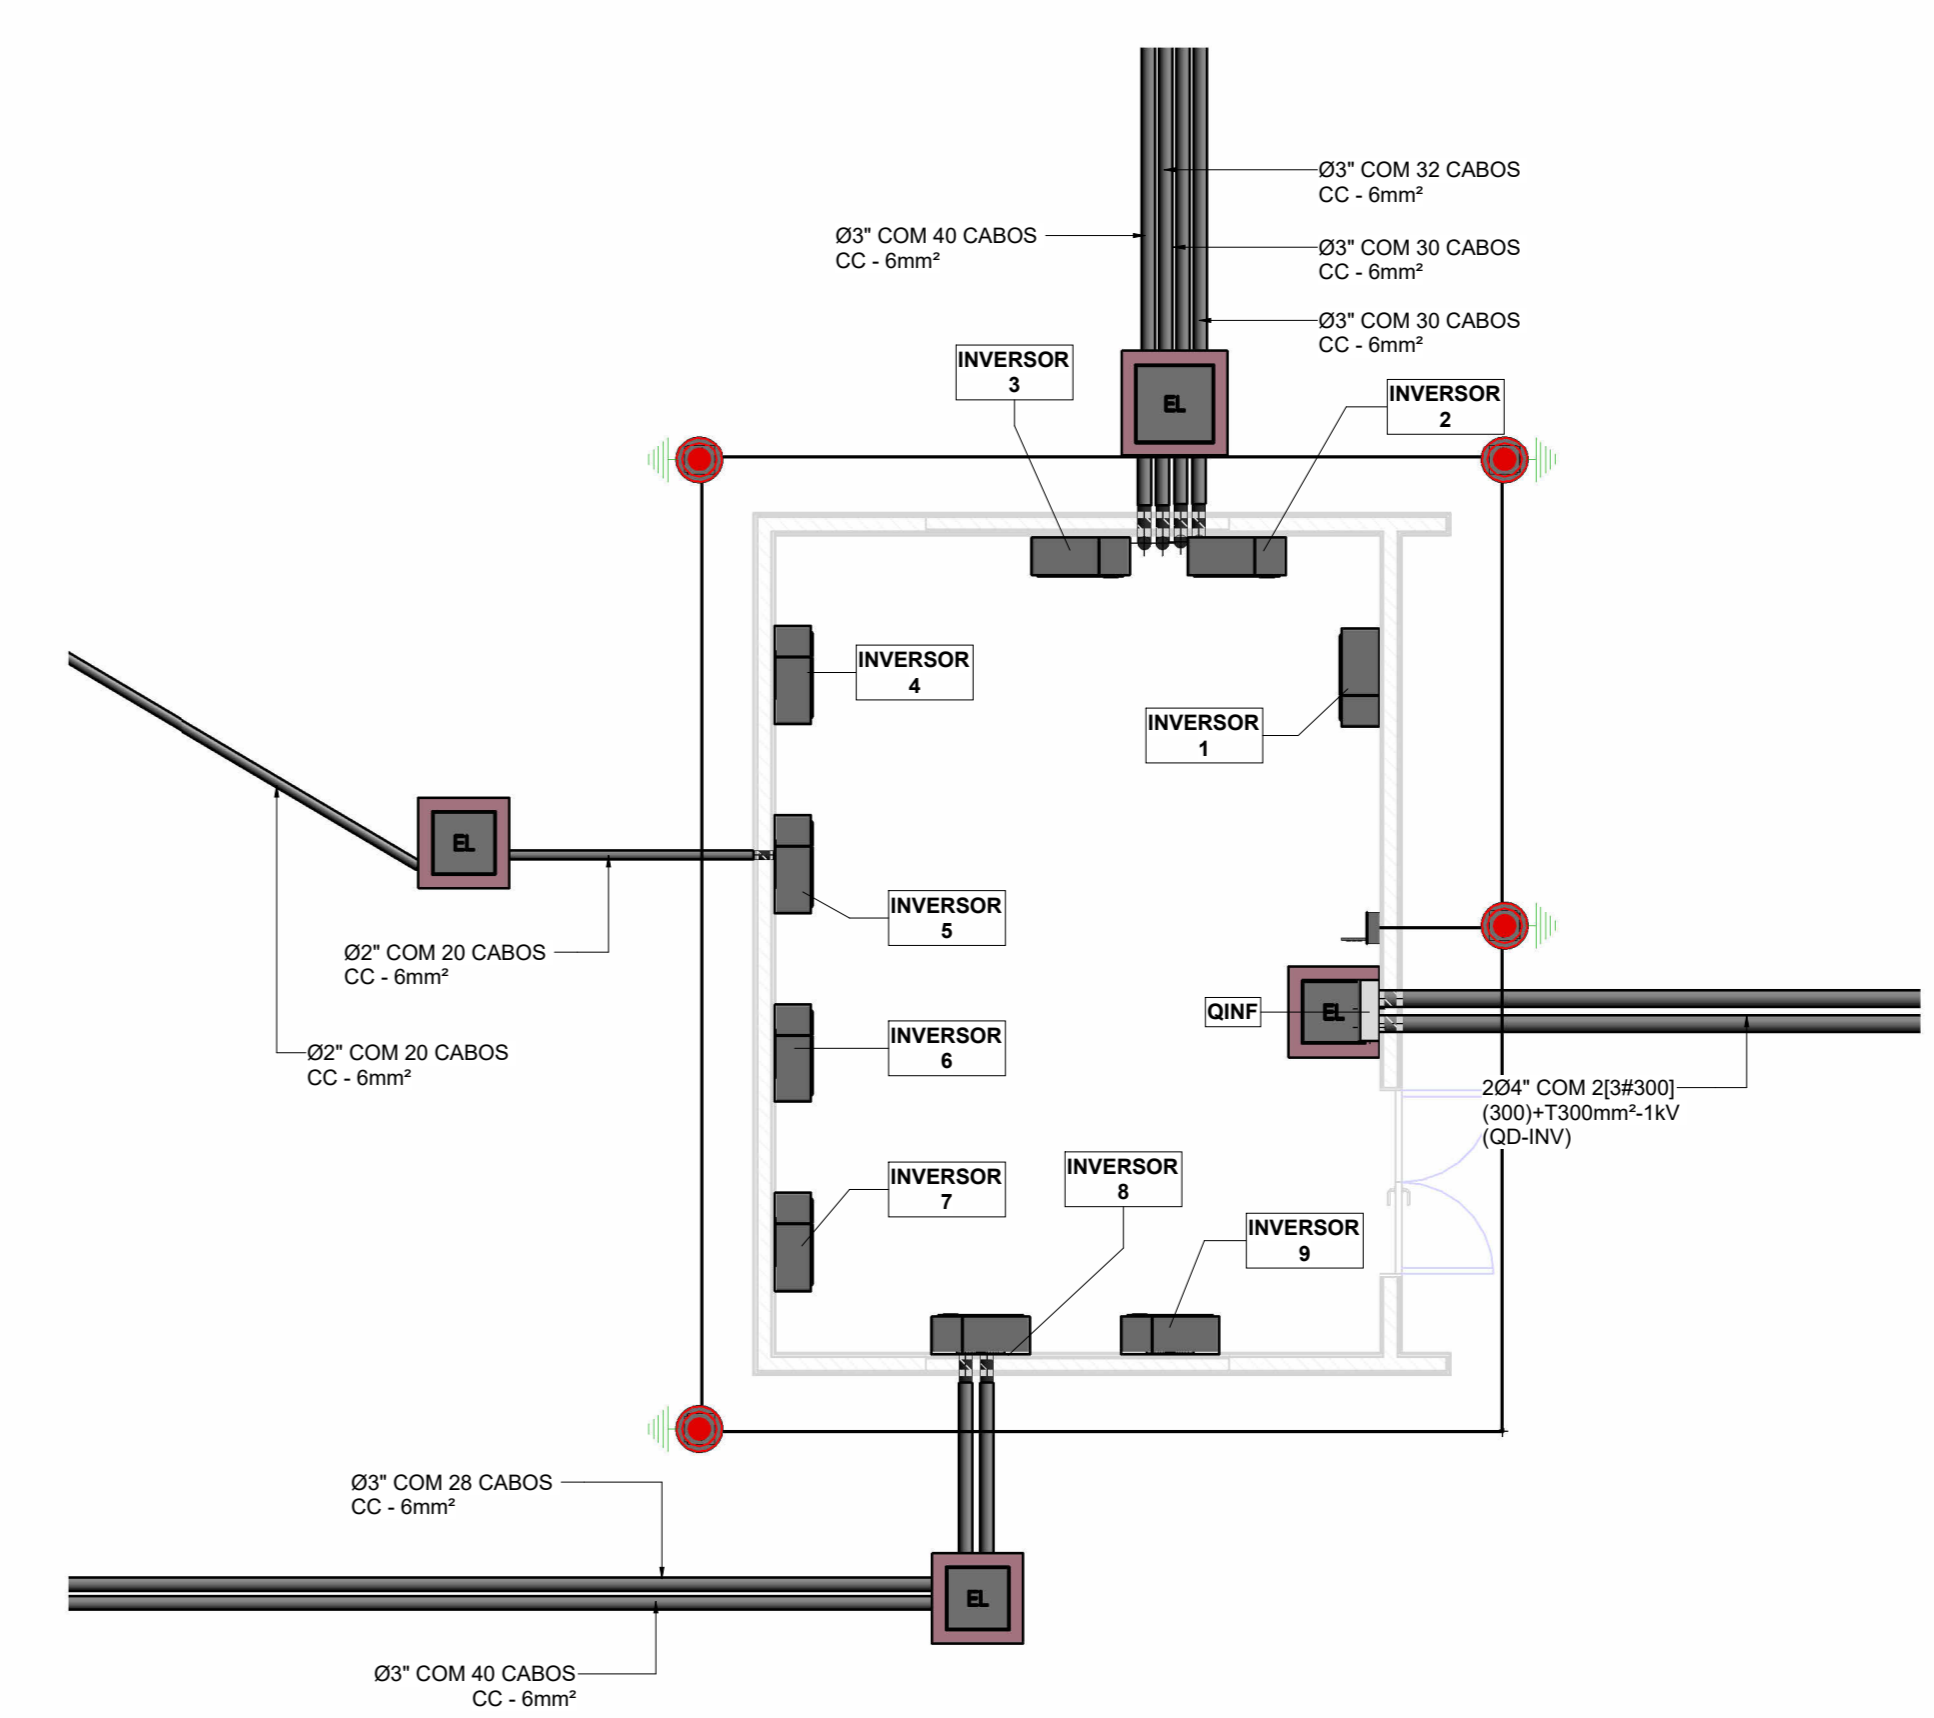 Ø3" COM 32 CABOS
CC - 6mm²
Ø3" COM 40 CABOS
CC - 6mm²
Ø3" COM 30 CABOS
CC - 6mm²
Ø3" COM 30 CABOS
CC - 6mm²
INVERSOR
3
EL
INVERSOR
2
INVERSOR
4
INVERSOR
1
EL
INVERSOR
5
Ø2" COM 20 CABOS
CC - 6mm²
QINF
EL
INVERSOR
6
Ø2" COM 20 CABOS
CC - 6mm²
2Ø4" COM 2[3#300]
(300)+T300mm²-1kV
(QD-INV)
INVERSOR
7
INVERSOR
8
INVERSOR
9
Ø3" COM 28 CABOS
CC - 6mm²
EL
Ø3" COM 40 CABOS
CC - 6mm²